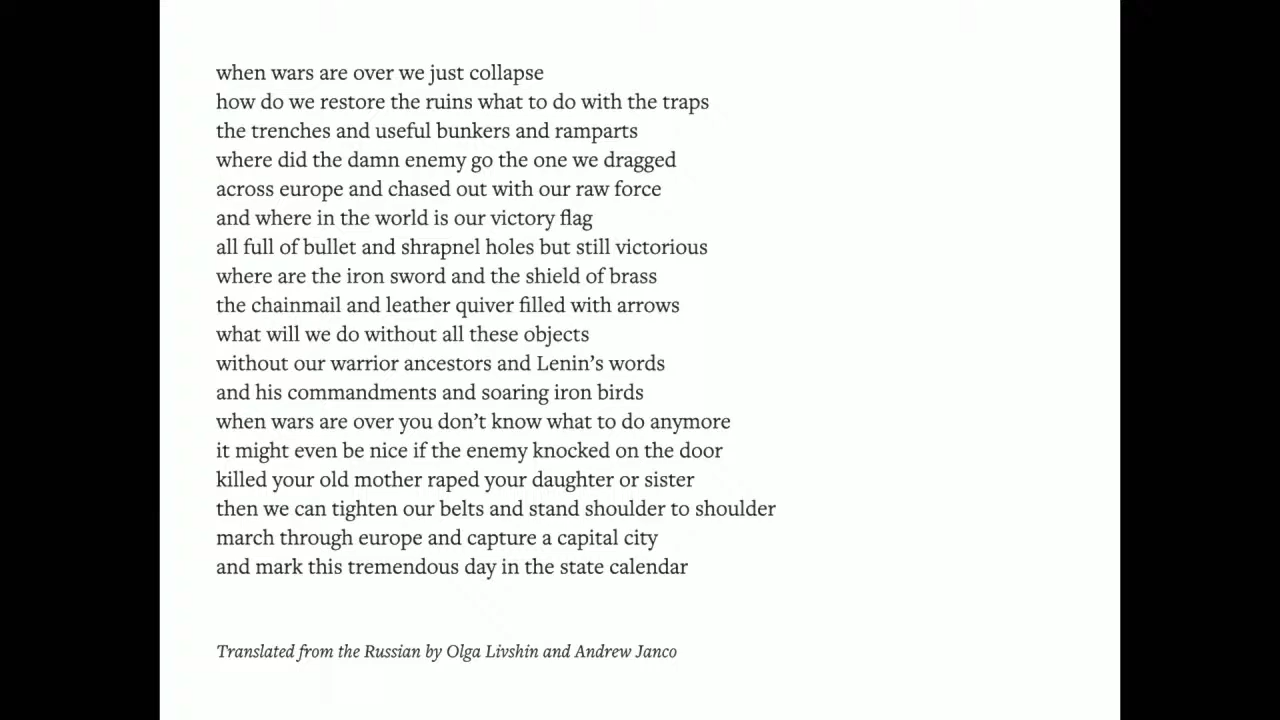 when wars are over we just collapse
how do we restore the ruins what to do with the traps
the trenches and useful bunkers and ramparts
where did the damn enemy go the one we dragged
across europe and chased out with our raw force
and where in the world is our victory flag
all full of bullet and shrapnel holes but still victorious
where are the iron sword and the shield of brass
the chainmail and leather quiver filled with arrows
what will we do without all these objects
without our warrior ancestors and Lenin’s words
and his commandments and soaring iron birds
when wars are over you don’t know what to do anymore
it might even be nice if the enemy knocked on the door
killed your old mother raped your daughter or sister
then we can tighten our belts and stand shoulder to shoulder
march through europe and capture a capital city
and mark this tremendous day in the state calendar
Translated from the Russian by Olga Livshin and Andrew Janco